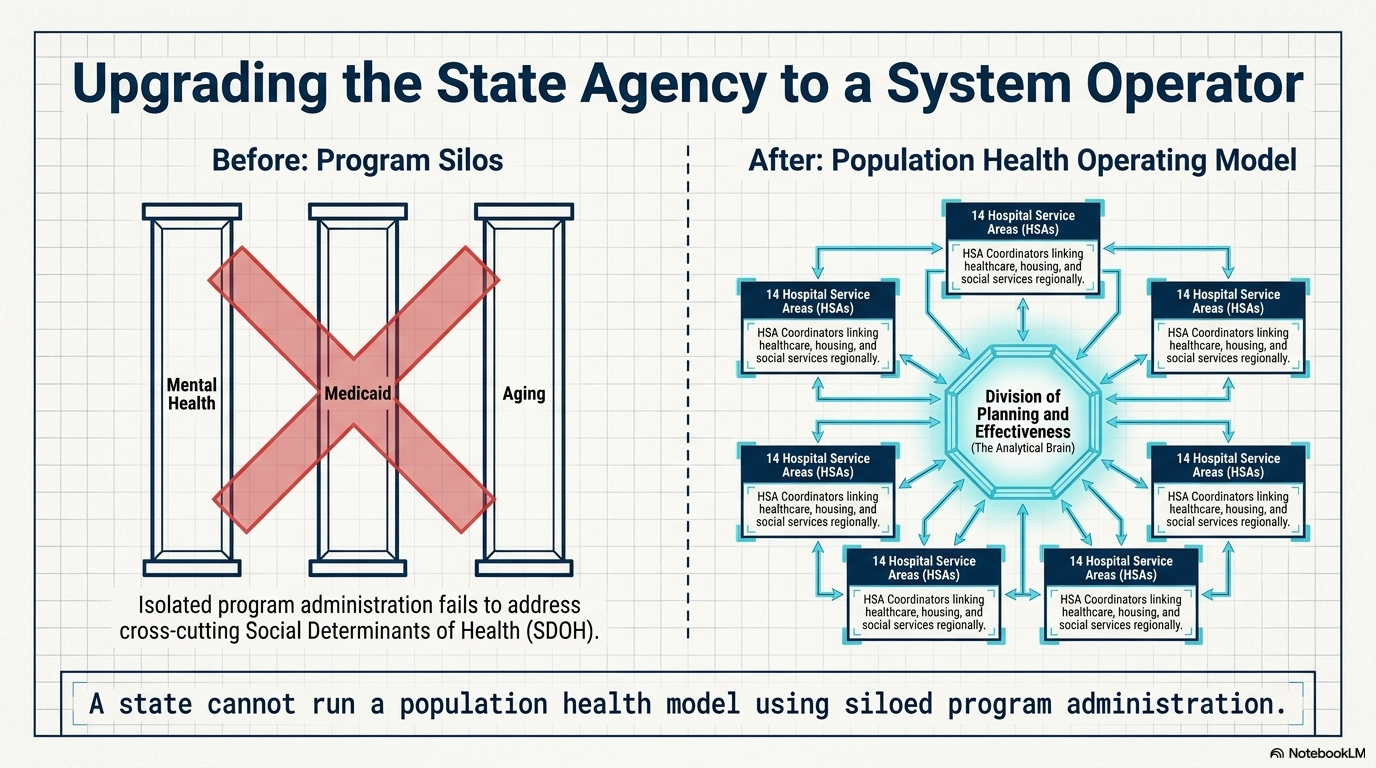 Upgrading the State Agency to a System Operator
Before: Program Silos
Mental
Health
Medicaid
Aging
Isolated program administration fails to address
cross-cutting Social Determinants of Health (SDOH).
After: Population Health Operating Model
14 Hospital Service
Areas (HSAs)
HSA Coordinators linking
healthcare, housing, and
social services regionally.
14 Hospital Service
Areas (HSAs)
HSA Coordinators linking
healthcare, housing, and
social services regionally.
14 Hospital Service
Areas (HSAs)
HSA Coordinators linking
healthcare, housing, and
social services regionally.
Division of
Planning and
Effectiveness
(The Analytical Brain)
14 Hospital Service
Areas (HSAs)
HSA Coordinators linking
healthcare, housing, and
social services regionally.
14 Hospital Service
Areas (HSAs)
HSA Coordinators linking
healthcare, housing, and
social services regionally.
14 Hospital Service
Areas (HSAs)
HSA Coordinators linking
healthcare, housing, and
social services regionally.
14 Hospital Service
Areas (HSAs)
HSA Coordinators linking
healthcare, housing, and
social services regionally.
A state cannot run a population health model using siloed program administration.
NotebookLM